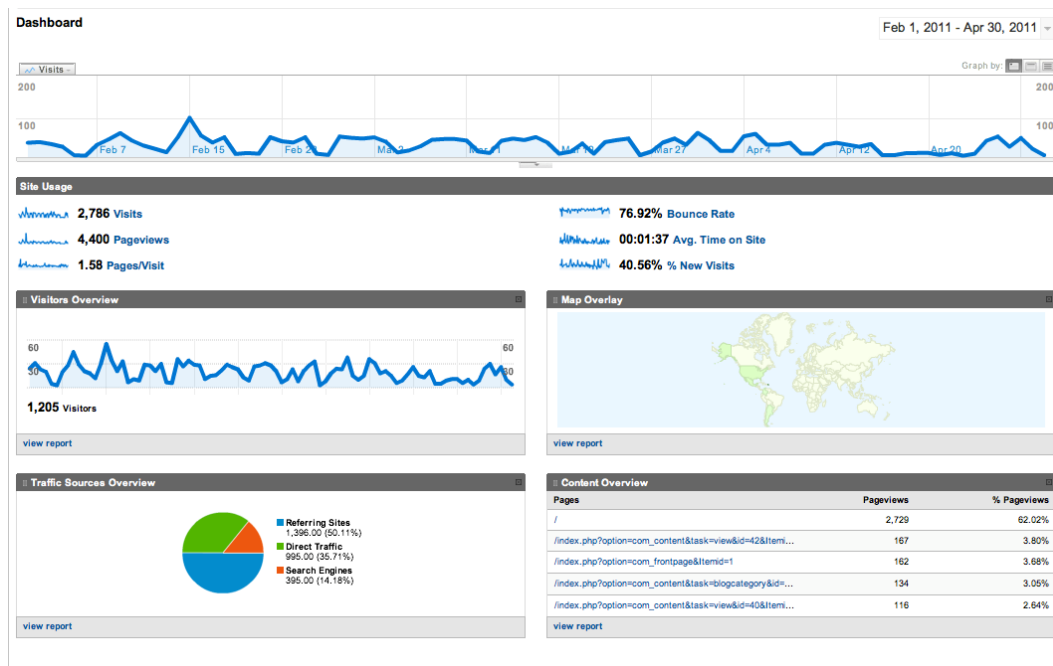 Dashboard
Feb 1, 2011 - Apr 30, 2011
Visits
Graph by:
200
200
100
100
Feb 7
Feb 15
Feb
Mar
Mar
Mar
Mar 27
Apr 4
Apr 12
Apr 20
Site Usage
2,786 Visits
76.92% Bounce Rate
4,400 Pageviews
00:01:37 Avg. Time on Site
1.58 Pages/Visit
40.56% % New Visits
Visitors Overview
60
60
30
30
1,205 Visitors
view report
Map Overlay
view report
Traffic Sources Overview
Referring Sites
1,396.00 (50.11%)
Direct Traffic
995.00 (35.71%)
Search Engines
395.00 (14.18%)
view report
Content Overview
Pages Pageviews % Pageviews
/ 2,729 62.02%
/index.php?option=com_content&task=view&id=42&Itemi... 167 3.80%
/index.php?option=com_frontpage&Itemid=1 162 3.68%
/index.php?option=com_content&task=blogcategory&id=... 134 3.05%
/index.php?option=com_content&task=view&id=40&Itemi... 116 2.64%
view report